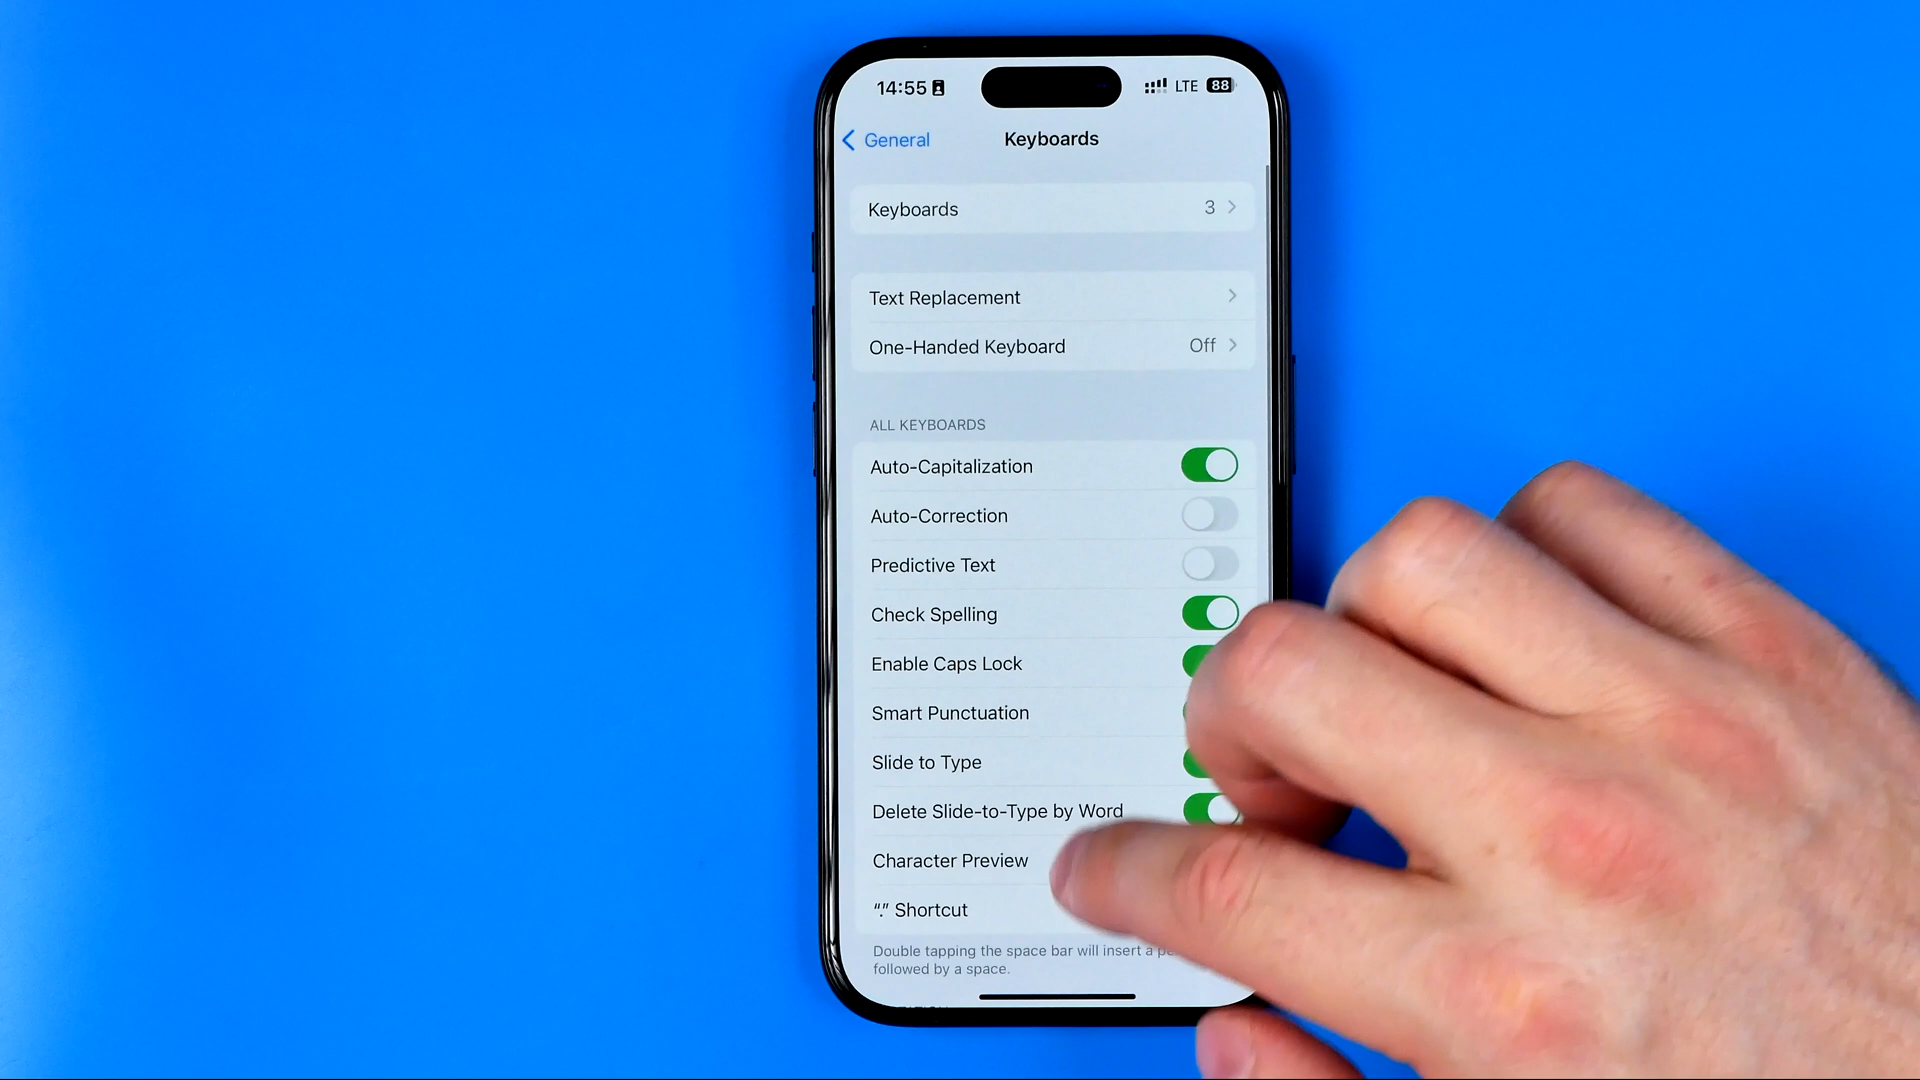 14:55 LTE 88
General Keyboards
Keyboards 3
Text Replacement
One-Handed Keyboard Off
ALL KEYBOARDS
Auto-Capitalization
Auto-Correction
Predictive Text
Check Spelling
Enable Caps Lock
Smart Punctuation
Slide to Type
Delete Slide-to-Type by Word
Character Preview
“.” Shortcut
Double tapping the space bar will insert a
followed by a space.